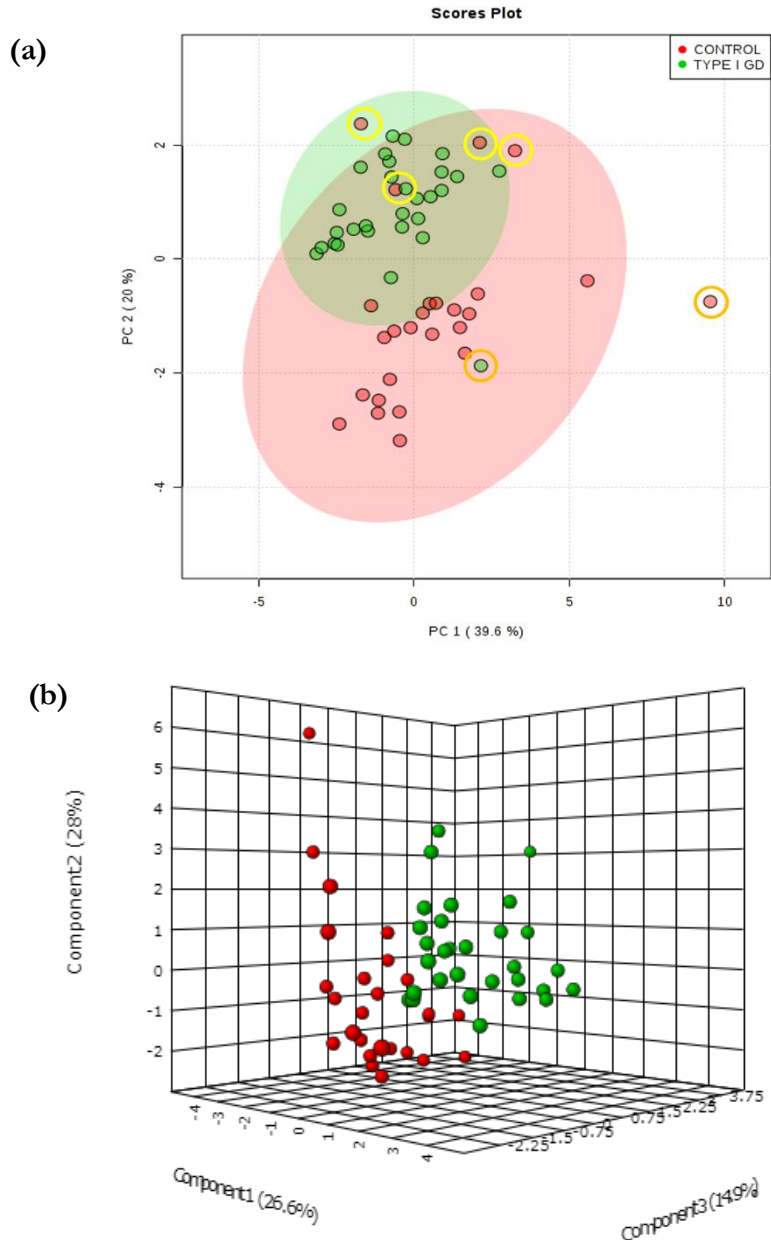 Scores Plot
(a)
CONTROL
TYPE I GD
2
0
-2
-4
PC 2 ( 20 %)
-5 0 5 10
PC 1 ( 39.6 %)
(b)
6
5
4
3
2
1
0
-1
-2
Component2 (28%)
-4 -3 -2 -1 0 1 2 3 4
Component1 (26.6%)
-2.25 -1.5 -0.75 0 0.75 1.5 2.25 3.75
Component3 (14.9%)